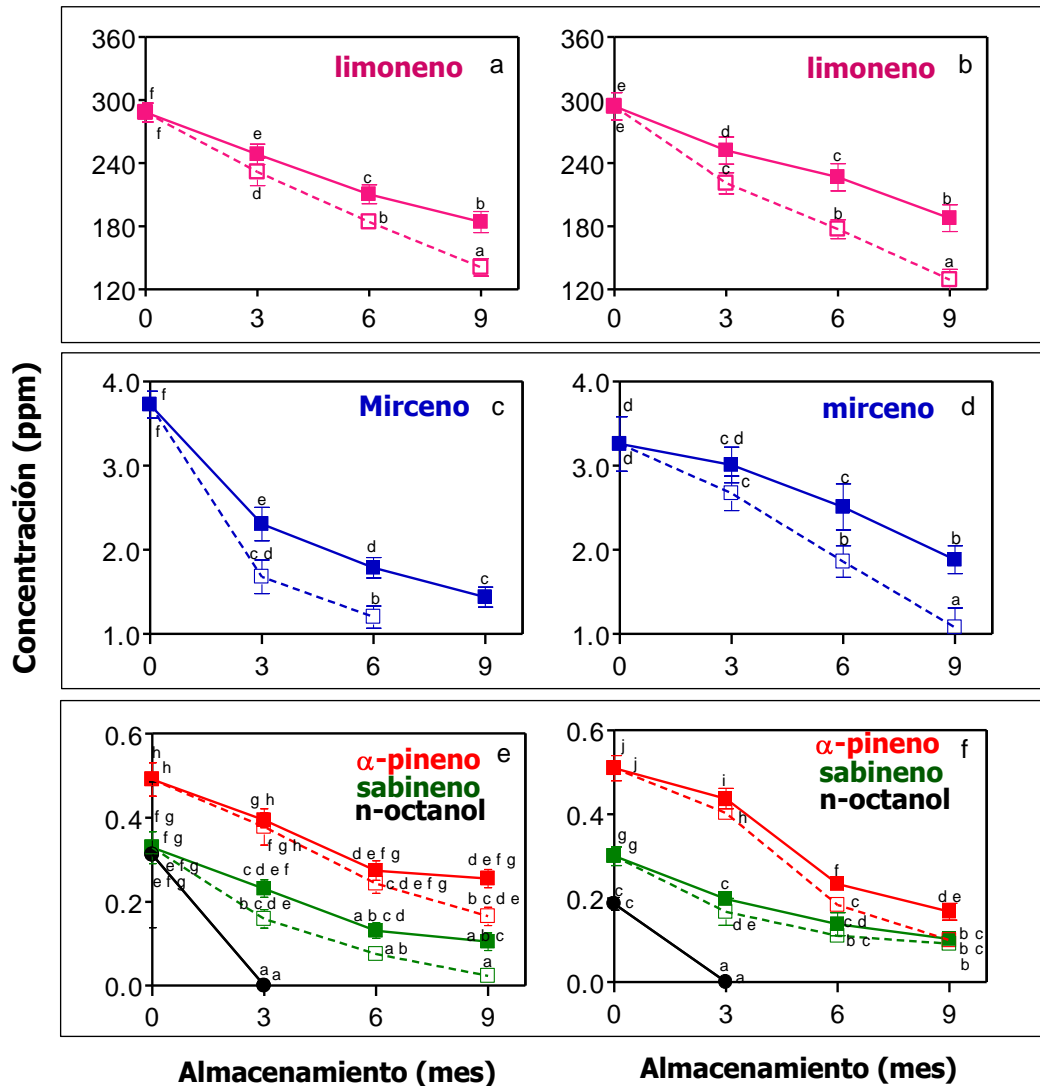 Concentración (ppm)
limoneno a
360
300
240
180
120
0 3 6 9
f
f
e
d
c
b
b
a
limoneno b
360
300
240
180
120
0 3 6 9
e
e
d
c
c
b
b
a
Mirceno c
4.0
3.0
2.0
1.0
0 3 6 9
f
f
e
c d
d
b
c
mirceno d
4.0
3.0
2.0
1.0
0 3 6 9
d
d
c d
c
c
b
b
a
e
α-pineno
sabineno
n-octanol
0.6
0.4
0.2
0.0
0 3 6 9
h
h
f g
f g
e f g
e f g
g h
f g h
c d e f
b c d e
a a
d e f g
c d e f g
a b c d
a b
d e f g
b c d e
a b c
a
f
α-pineno
sabineno
n-octanol
0.6
0.4
0.2
0.0
0 3 6 9
j
j
g g
c
c
i
h
c
d e
a
a
f
c
c d
b c
d e
b c
b c
b
Almacenamiento (mes)
Almacenamiento (mes)